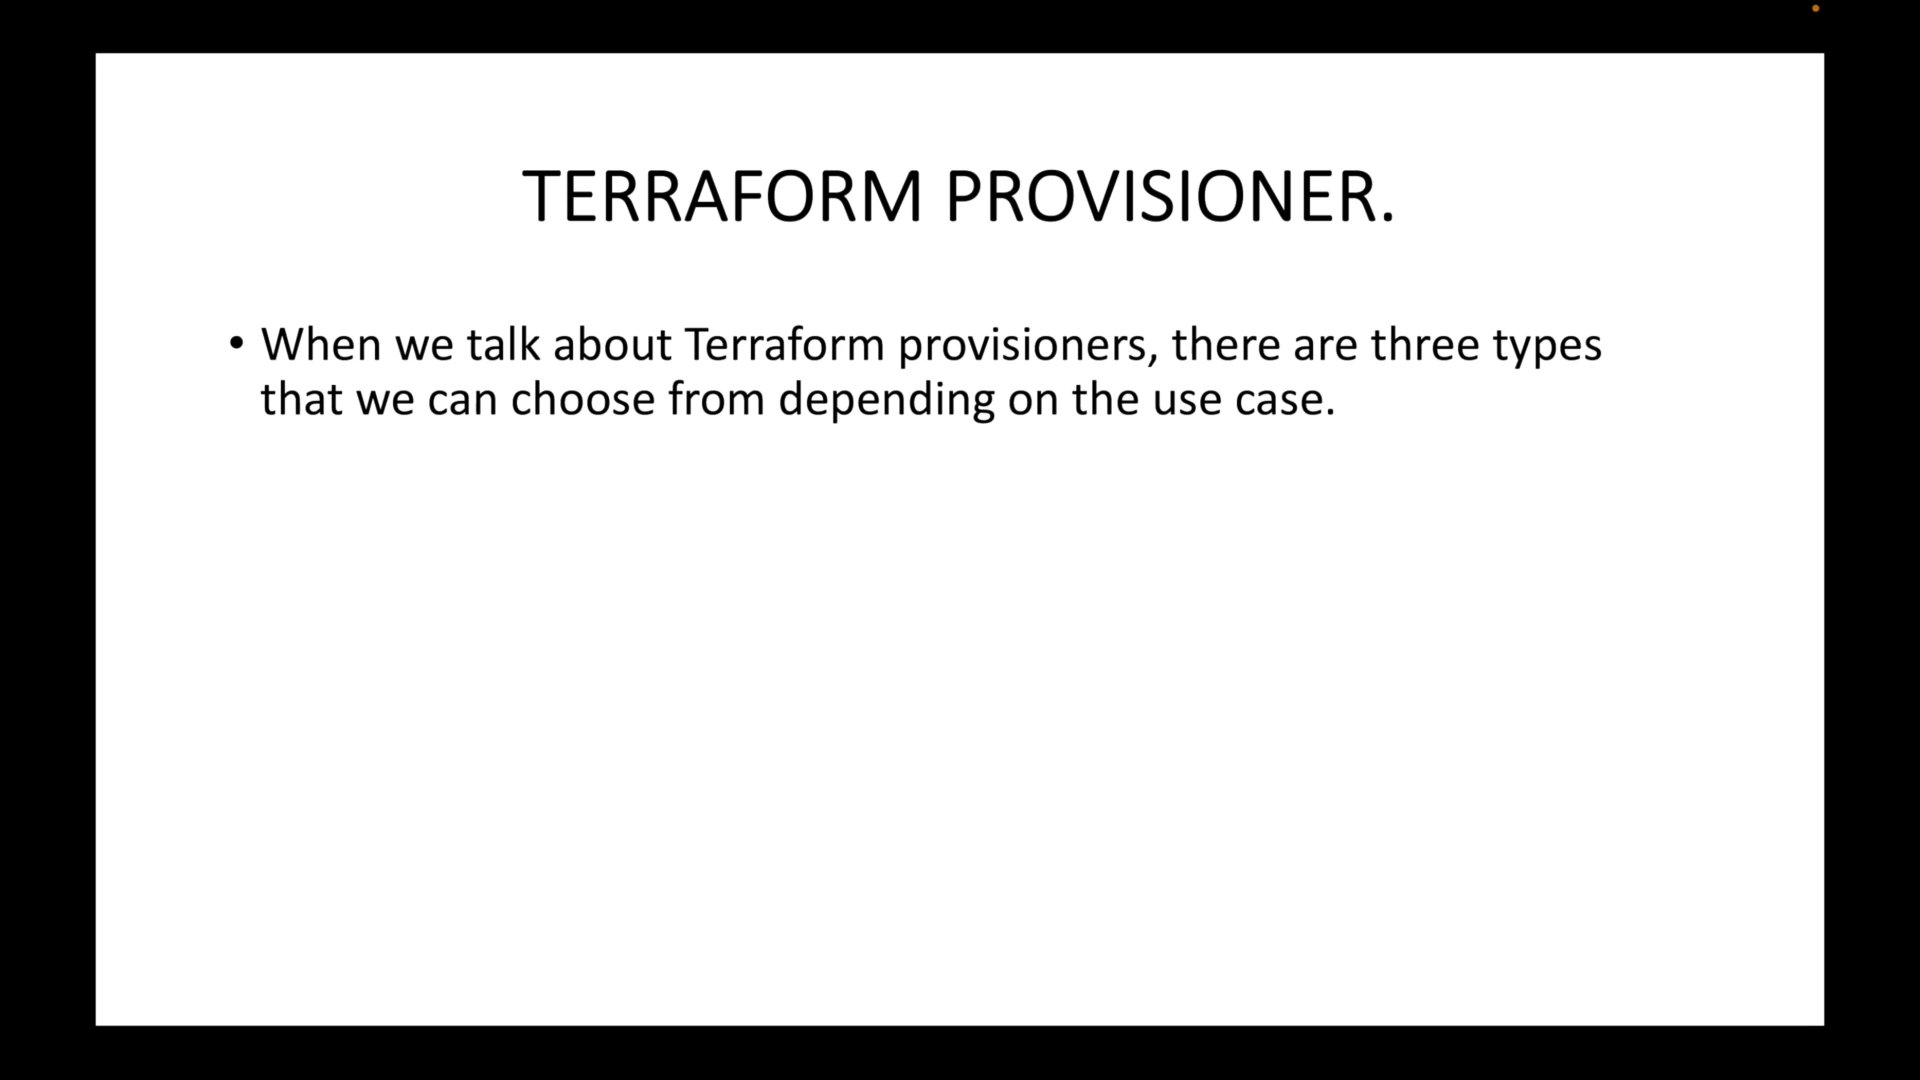 TERRAFORM PROVISIONER.
• When we talk about Terraform provisioners, there are three types
that we can choose from depending on the use case.